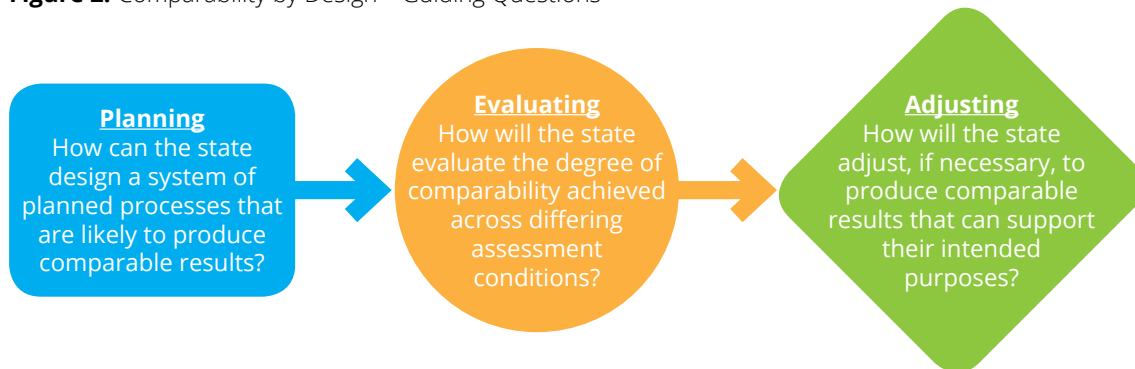 Figure 2. Comparability by Design – Guiding Questions
Planning
How can the state
design a system of
planned processes that
are likely to produce
comparable results?
Evaluating
How will the state
evaluate the degree of
comparability achieved
across differing
assessment
conditions?
Adjusting
How will the state
adjust, if necessary, to
produce comparable
results that can support
their intended
purposes?